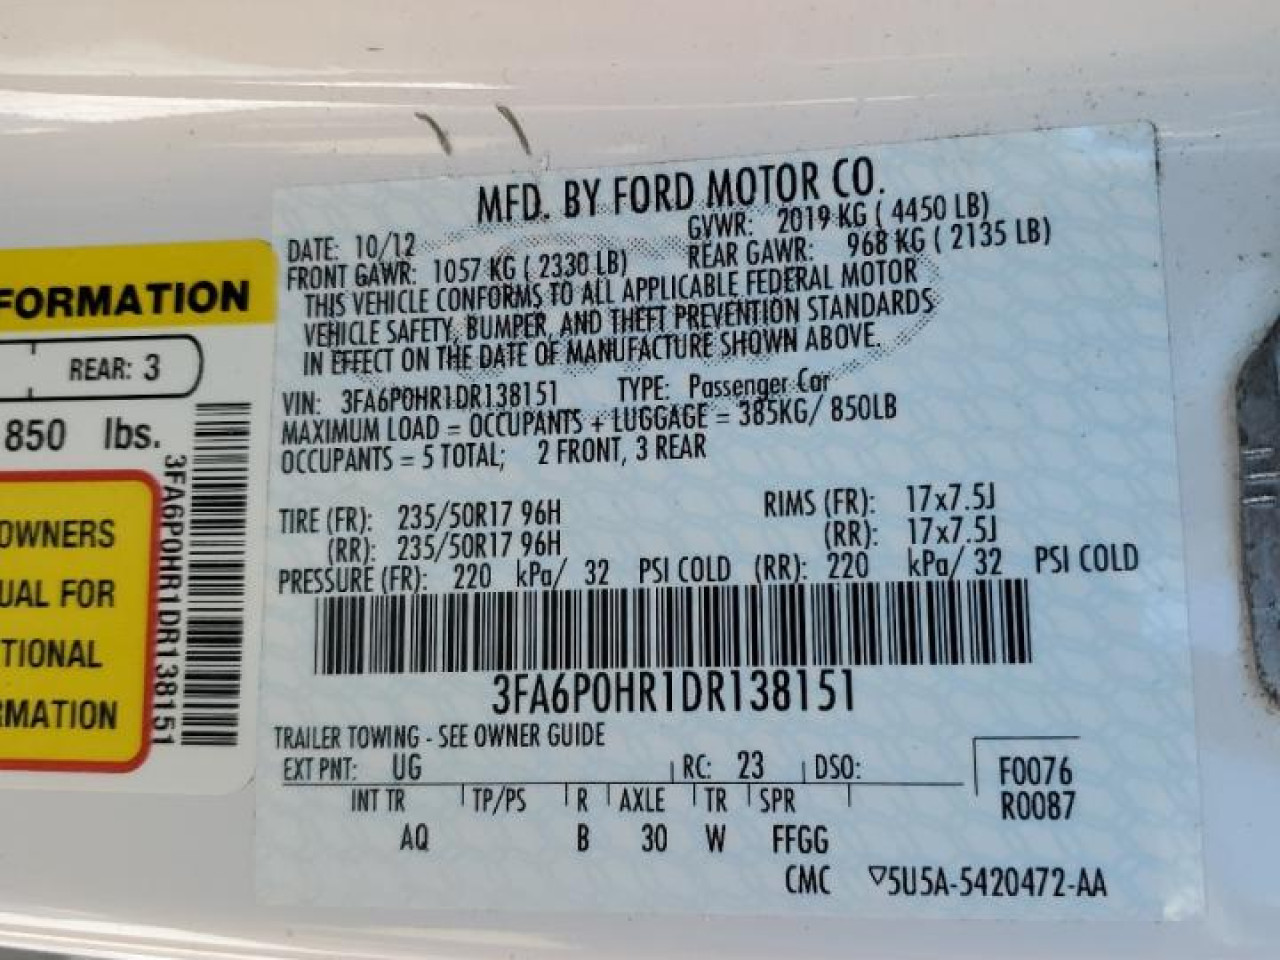 MFD. BY FORD MOTOR CO.
DATE: 10/12 GVWR: 2019 KG ( 4450 LB)
FRONT GAWR: 1057 KG ( 2330 LB) REAR GAWR: 968 KG ( 2135 LB)
THIS VEHICLE CONFORMS TO ALL APPLICABLE FEDERAL MOTOR
VEHICLE SAFETY, BUMPER, AND THEFT PREVENTION STANDARDS
IN EFFECT ON THE DATE OF MANUFACTURE SHOWN ABOVE.
VIN: 3FA6P0HR1DR138151 TYPE: Passenger Car
MAXIMUM LOAD = OCCUPANTS + LUGGAGE = 385KG/ 850LB
OCCUPANTS = 5 TOTAL; 2 FRONT, 3 REAR
TIRE (FR): 235/50R17 96H RIMS (FR): 17x7.5J
(RR): 235/50R17 96H (RR): 17x7.5J
PRESSURE (FR): 220 kPa/ 32 PSI COLD (RR): 220 kPa/ 32 PSI COLD
3FA6P0HR1DR138151
TRAILER TOWING - SEE OWNER GUIDE
EXT PNT: UG RC: 23 DSO: F0076
INT TR TP/PS R AXLE TR SPR R0087
AQ B 30 W FFGG
CMC ▽5U5A-5420472-AA
FORMATION
REAR: 3
850 lbs.
3FA6P0HR1DR138151
OWNERS
UAL FOR
TIONAL
RMATION